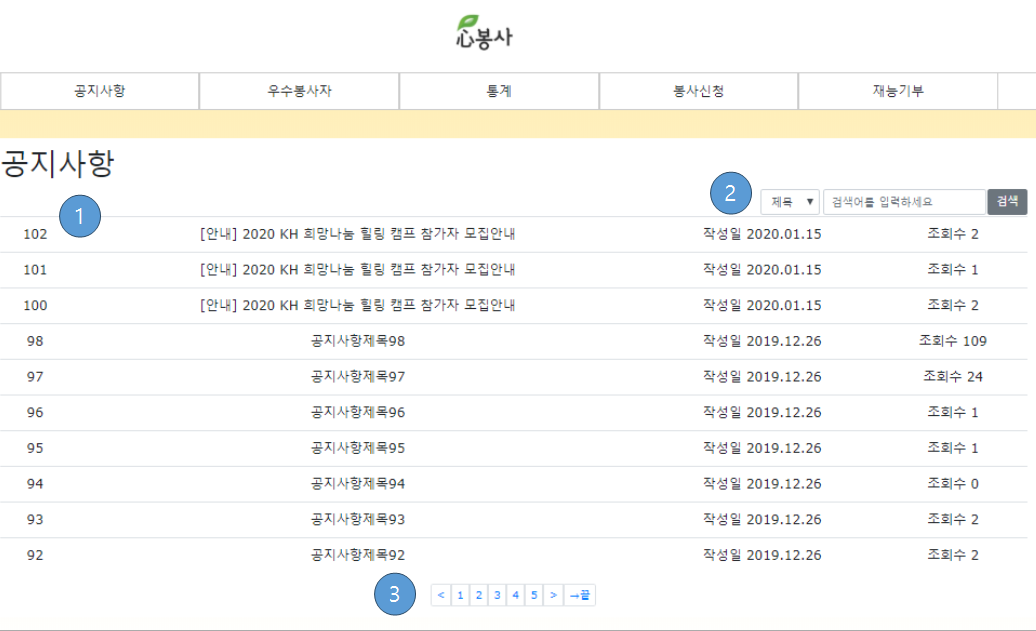 心봉사
공지사항 우수봉사자 통계 봉사신청 재능기부
공지사항
2 제목 ▼ 검색어를 입력하세요 검색
1
102 [안내] 2020 KH 희망나눔 힐링 캠프 참가자 모집안내 작성일 2020.01.15 조회수 2
101 [안내] 2020 KH 희망나눔 힐링 캠프 참가자 모집안내 작성일 2020.01.15 조회수 1
100 [안내] 2020 KH 희망나눔 힐링 캠프 참가자 모집안내 작성일 2020.01.15 조회수 2
98 공지사항제목98 작성일 2019.12.26 조회수 109
97 공지사항제목97 작성일 2019.12.26 조회수 24
96 공지사항제목96 작성일 2019.12.26 조회수 1
95 공지사항제목95 작성일 2019.12.26 조회수 1
94 공지사항제목94 작성일 2019.12.26 조회수 0
93 공지사항제목93 작성일 2019.12.26 조회수 2
92 공지사항제목92 작성일 2019.12.26 조회수 2
3 < 1 2 3 4 5 > →끝